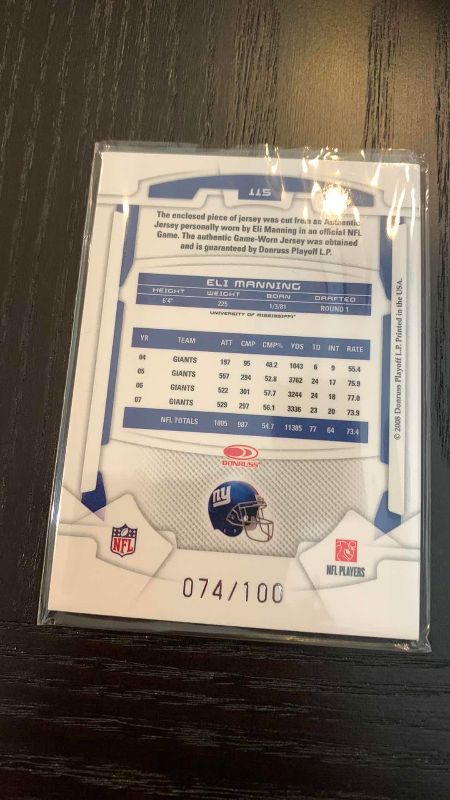 115
The enclosed piece of jersey was cut from an Authentic
Jersey personally worn by Eli Manning in an official NFL
Game. The authentic Game-Worn Jersey was obtained
and is guaranteed by Donruss Playoff L.P.
ELI MANNING
HEIGHT WEIGHT BORN DRAFTED
6'4" 225 1/3/81 ROUND 1
UNIVERSITY OF MISSISSIPPI
YR TEAM ATT CMP CMP% YDS TD INT RATE
04 GIANTS 197 95 48.2 1043 6 9 55.4
05 GIANTS 557 294 52.8 3762 24 17 75.9
06 GIANTS 522 301 57.7 3244 24 18 77.0
07 GIANTS 529 297 56.1 3336 23 20 73.9
NFL TOTALS 1805 987 54.7 11385 77 64 73.4
© 2008 Donruss Playoff L.P. Printed in the USA.
DONRUSS
ny
NFL
NFL PLAYERS
074/100